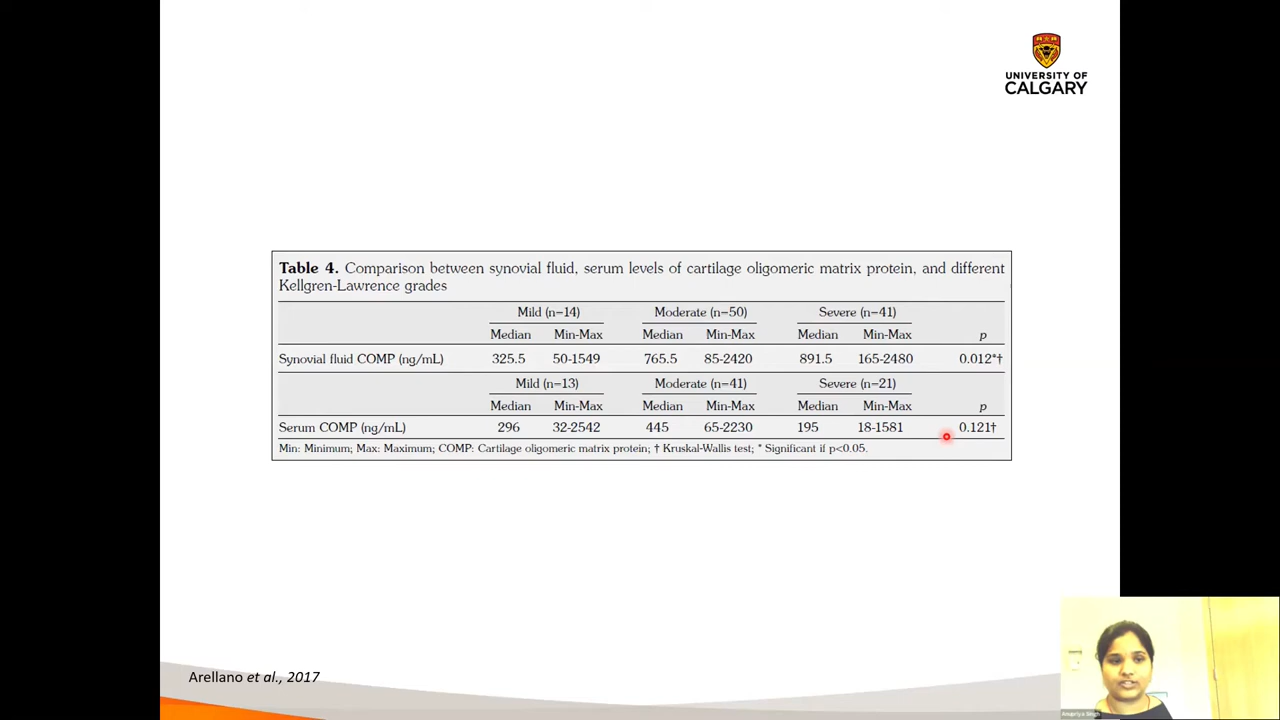 UNIVERSITY OF
CALGARY
Table 4. Comparison between synovial fluid, serum levels of cartilage oligomeric matrix protein, and different
Kellgren-Lawrence grades
Mild (n=14) Moderate (n=50) Severe (n=41)
Median Min-Max Median Min-Max Median Min-Max p
Synovial fluid COMP (ng/mL) 325.5 50-1549 765.5 85-2420 891.5 165-2480 0.012*†
Mild (n=13) Moderate (n=41) Severe (n=21)
Median Min-Max Median Min-Max Median Min-Max p
Serum COMP (ng/mL) 296 32-2542 445 65-2230 195 18-1581 0.121†
Min: Minimum; Max: Maximum; COMP: Cartilage oligomeric matrix protein; † Kruskal-Wallis test; * Significant if p<0.05.
Arellano et al., 2017